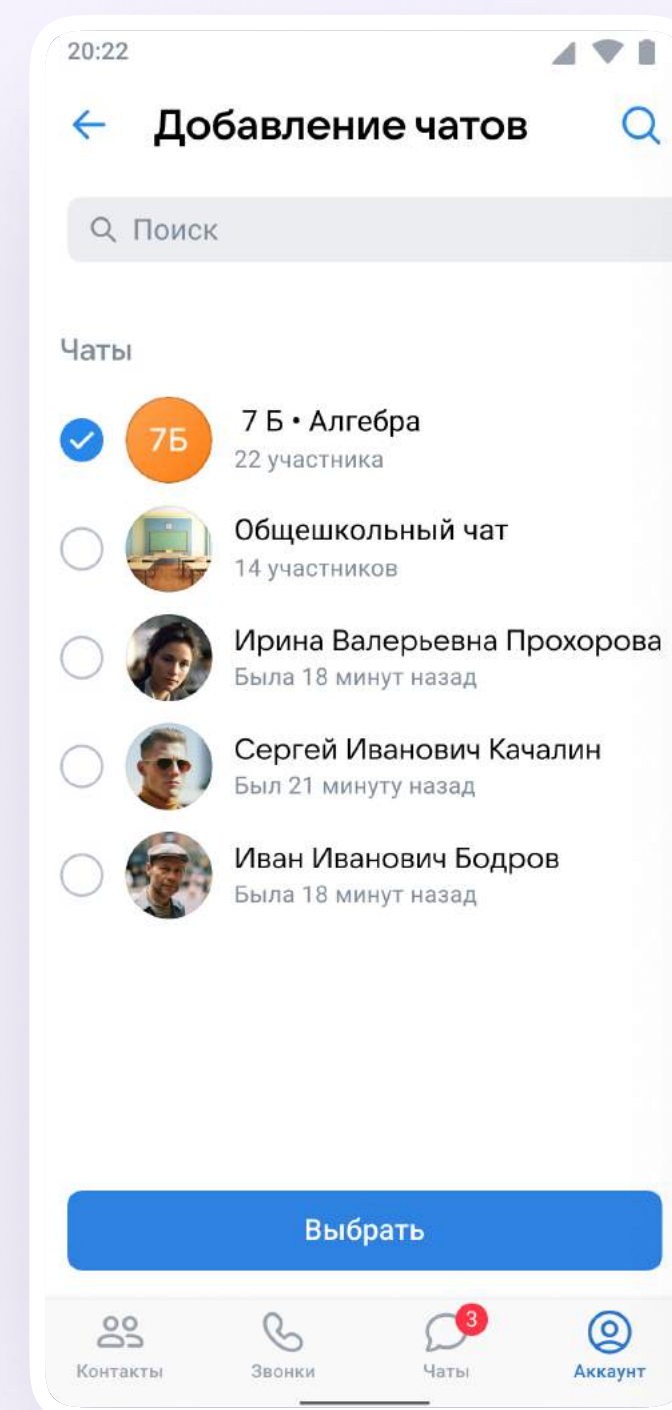 20:22
Добавление чатов
Поиск
Чаты
7Б
7 Б • Алгебра
22 участника
Общешкольный чат
14 участников
Ирина Валерьевна Прохорова
Была 18 минут назад
Сергей Иванович Качалин
Был 21 минуту назад
Иван Иванович Бодров
Была 18 минут назад
Выбрать
3
Контакты
Звонки
Чаты
Аккаунт